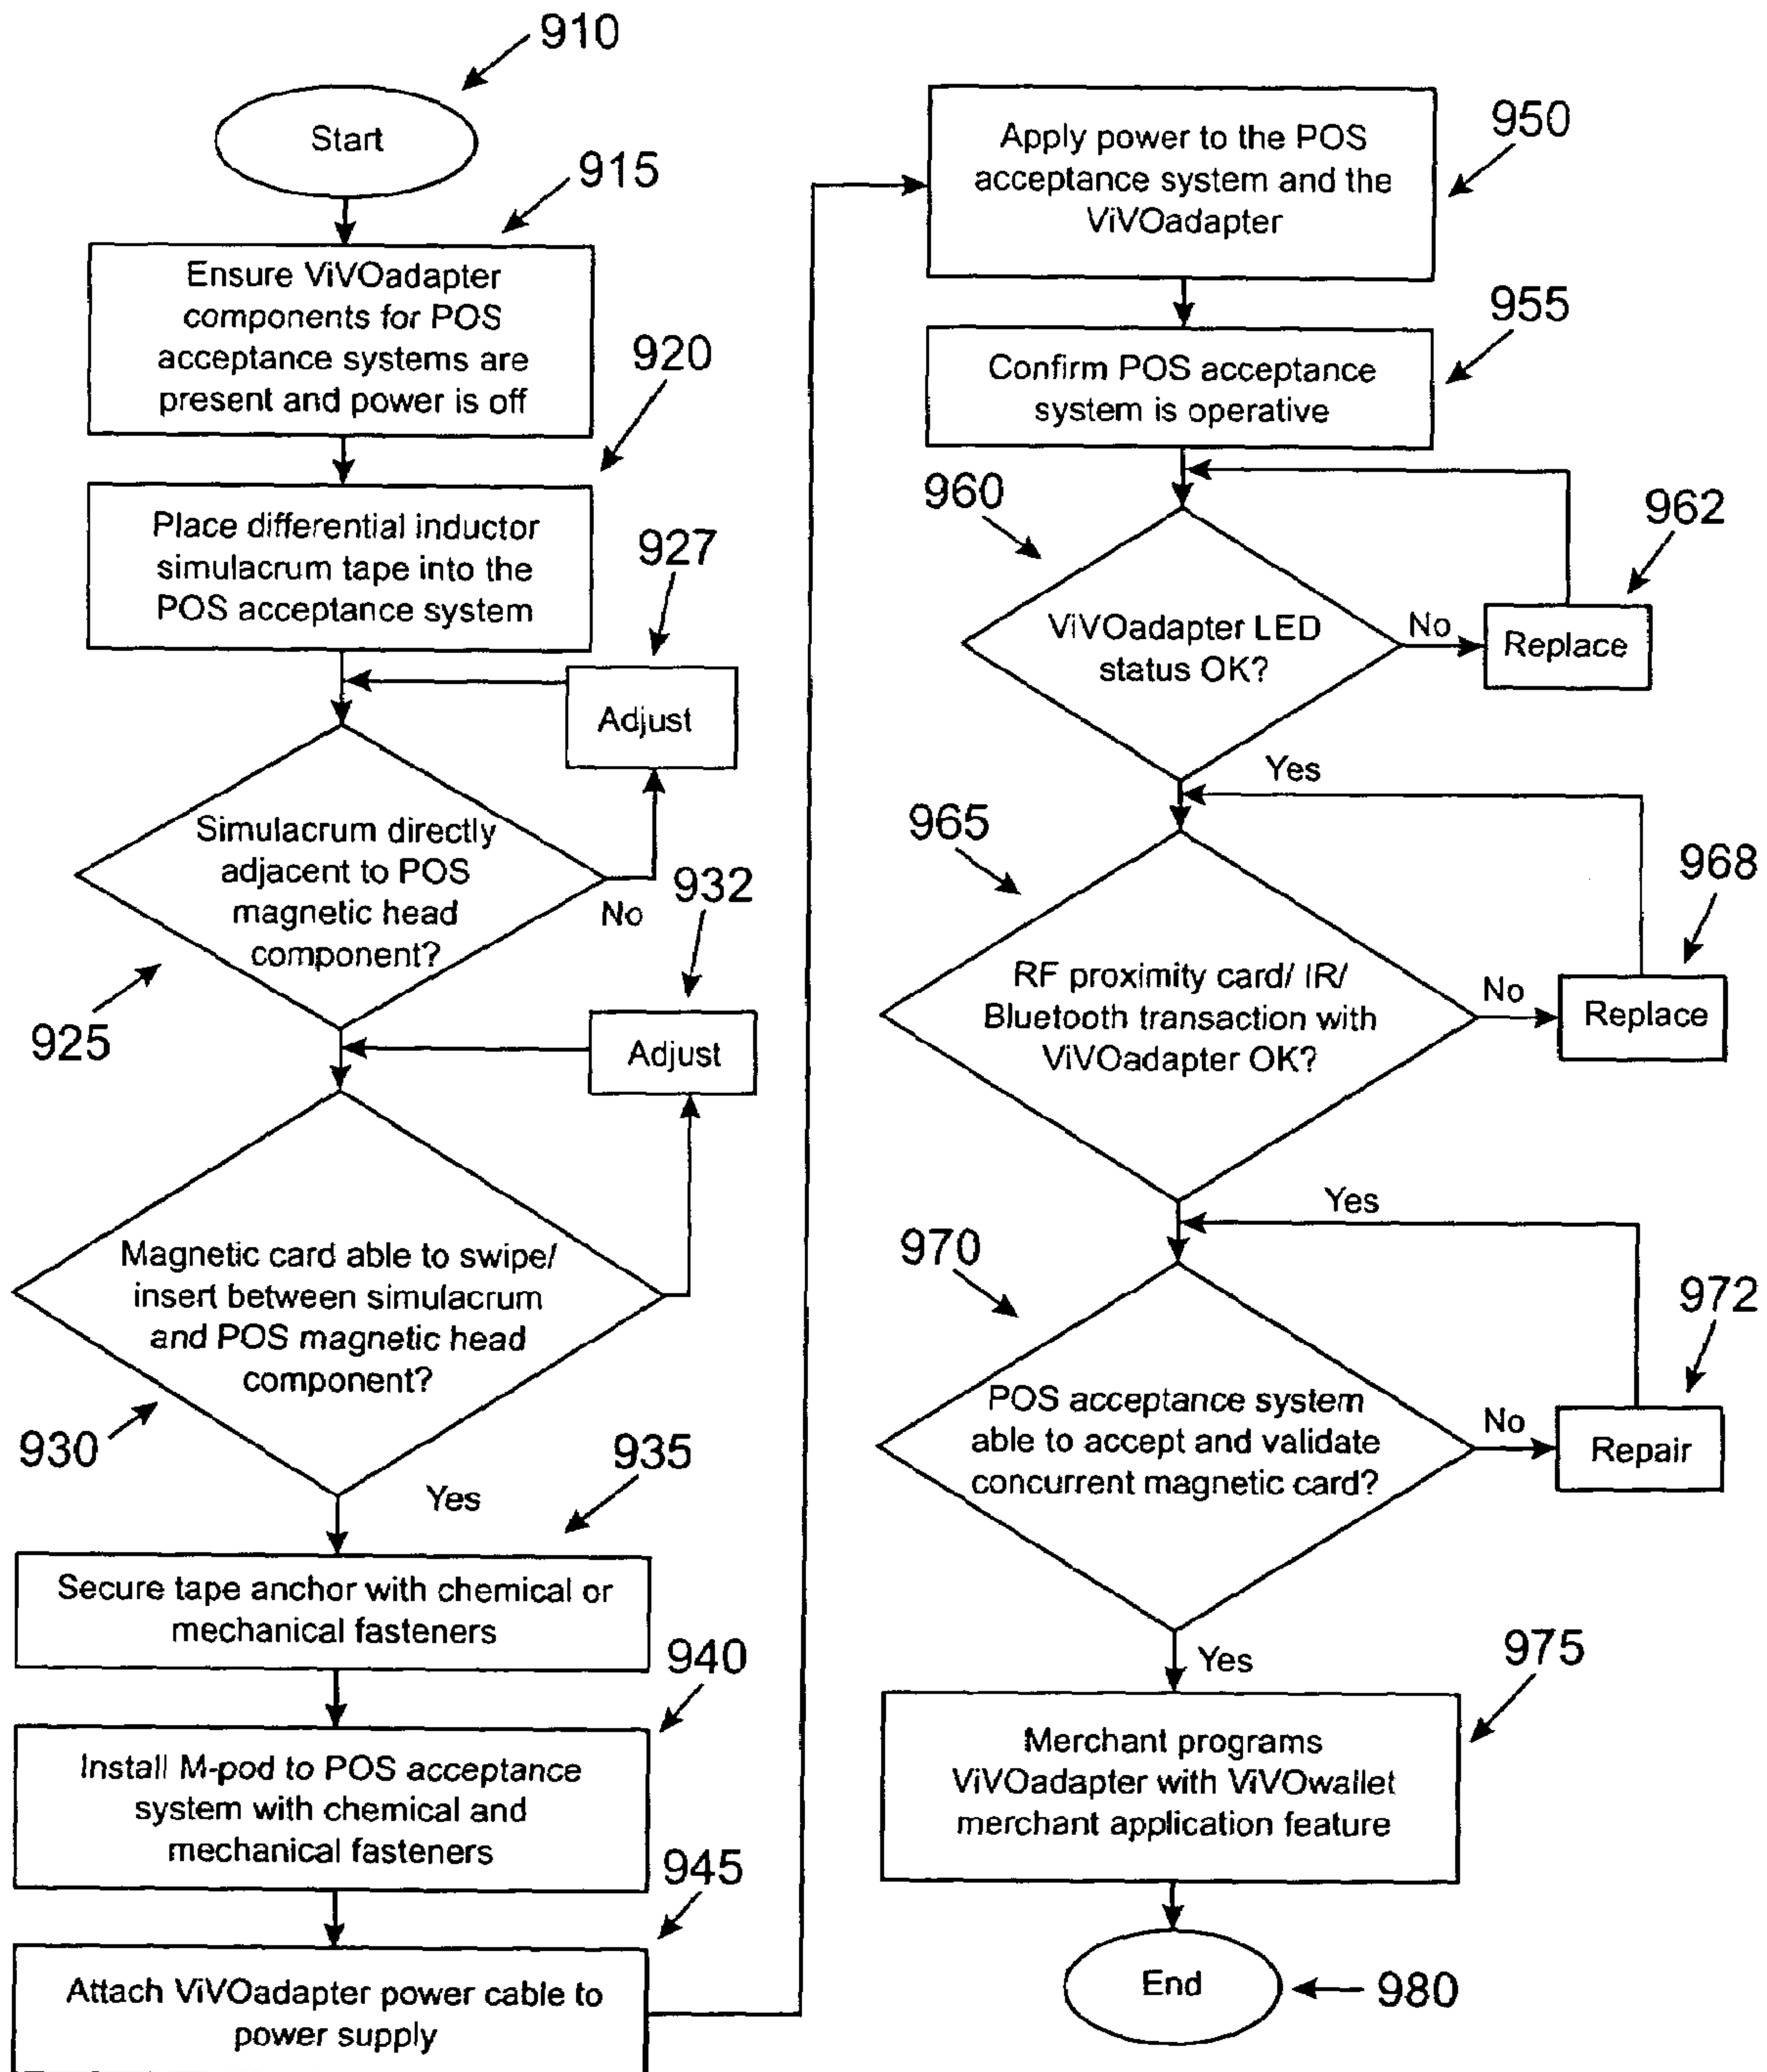 910
Start
915
Ensure ViVOadapter
components for POS
acceptance systems are
present and power is off
920
Place differential inductor
simulacrum tape into the
POS acceptance system
927
Adjust
Simulacrum directly
adjacent to POS
magnetic head
component?
No
925
932
Adjust
Magnetic card able to swipe/
insert between simulacrum
and POS magnetic head
component?
930
Yes
935
Secure tape anchor with chemical or
mechanical fasteners
940
Install M-pod to POS acceptance
system with chemical and
mechanical fasteners
945
Attach ViVOadapter power cable to
power supply
Apply power to the POS
acceptance system and the
ViVOadapter
950
955
Confirm POS acceptance
system is operative
960
962
ViVOadapter LED
status OK?
No
Replace
Yes
965
968
RF proximity card/ IR/
Bluetooth transaction with
ViVOadapter OK?
No
Replace
Yes
970
972
POS acceptance system
able to accept and validate
concurrent magnetic card?
No
Repair
Yes
975
Merchant programs
ViVOadapter with ViVOwallet
merchant application feature
End
980